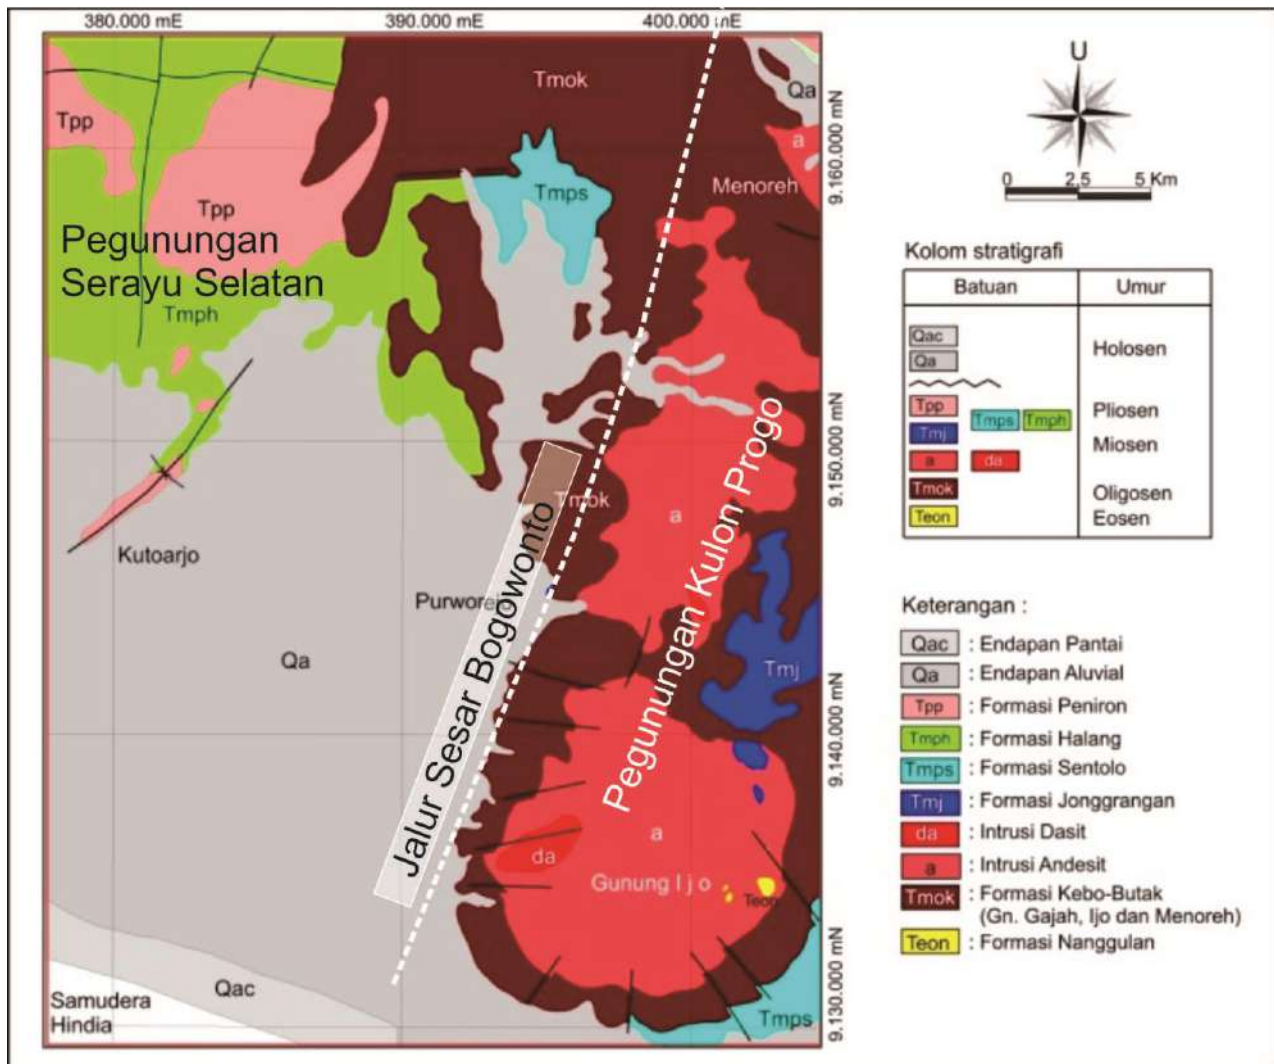 380.000 mE
390.000 mE
400.000 mE
Tmok
Qa
Tpp
a
9.160.000 mN
Tmps
Menoreh
Tpp
Pegunungan
Serayu Selatan
Tmph
9.150.000 mN
Tmok
a
Kutoarjo
Purworejo
Jalur Sesar Bogowonto
Pegunungan Kulon Progo
Qa
Tmj
9.140.000 mN
a
da
Gunung Ijo
Teon
9.130.000 mN
Qac
Samudera
Hindia
Tmps
U
0 2,5 5 Km
Kolom stratigrafi
Batuan Umur
Qac
Qa
Holosen
Tpp Tmps Tmph Pliosen
Tmj Miosen
a da
Tmok Oligosen
Teon Eosen
Keterangan :
Qac : Endapan Pantai
Qa : Endapan Aluvial
Tpp : Formasi Peniron
Tmph : Formasi Halang
Tmps : Formasi Sentolo
Tmj : Formasi Jonggrangan
da : Intrusi Dasit
a : Intrusi Andesit
Tmok : Formasi Kebo-Butak
(Gn. Gajah, Ijo dan Menoreh)
Teon : Formasi Nanggulan